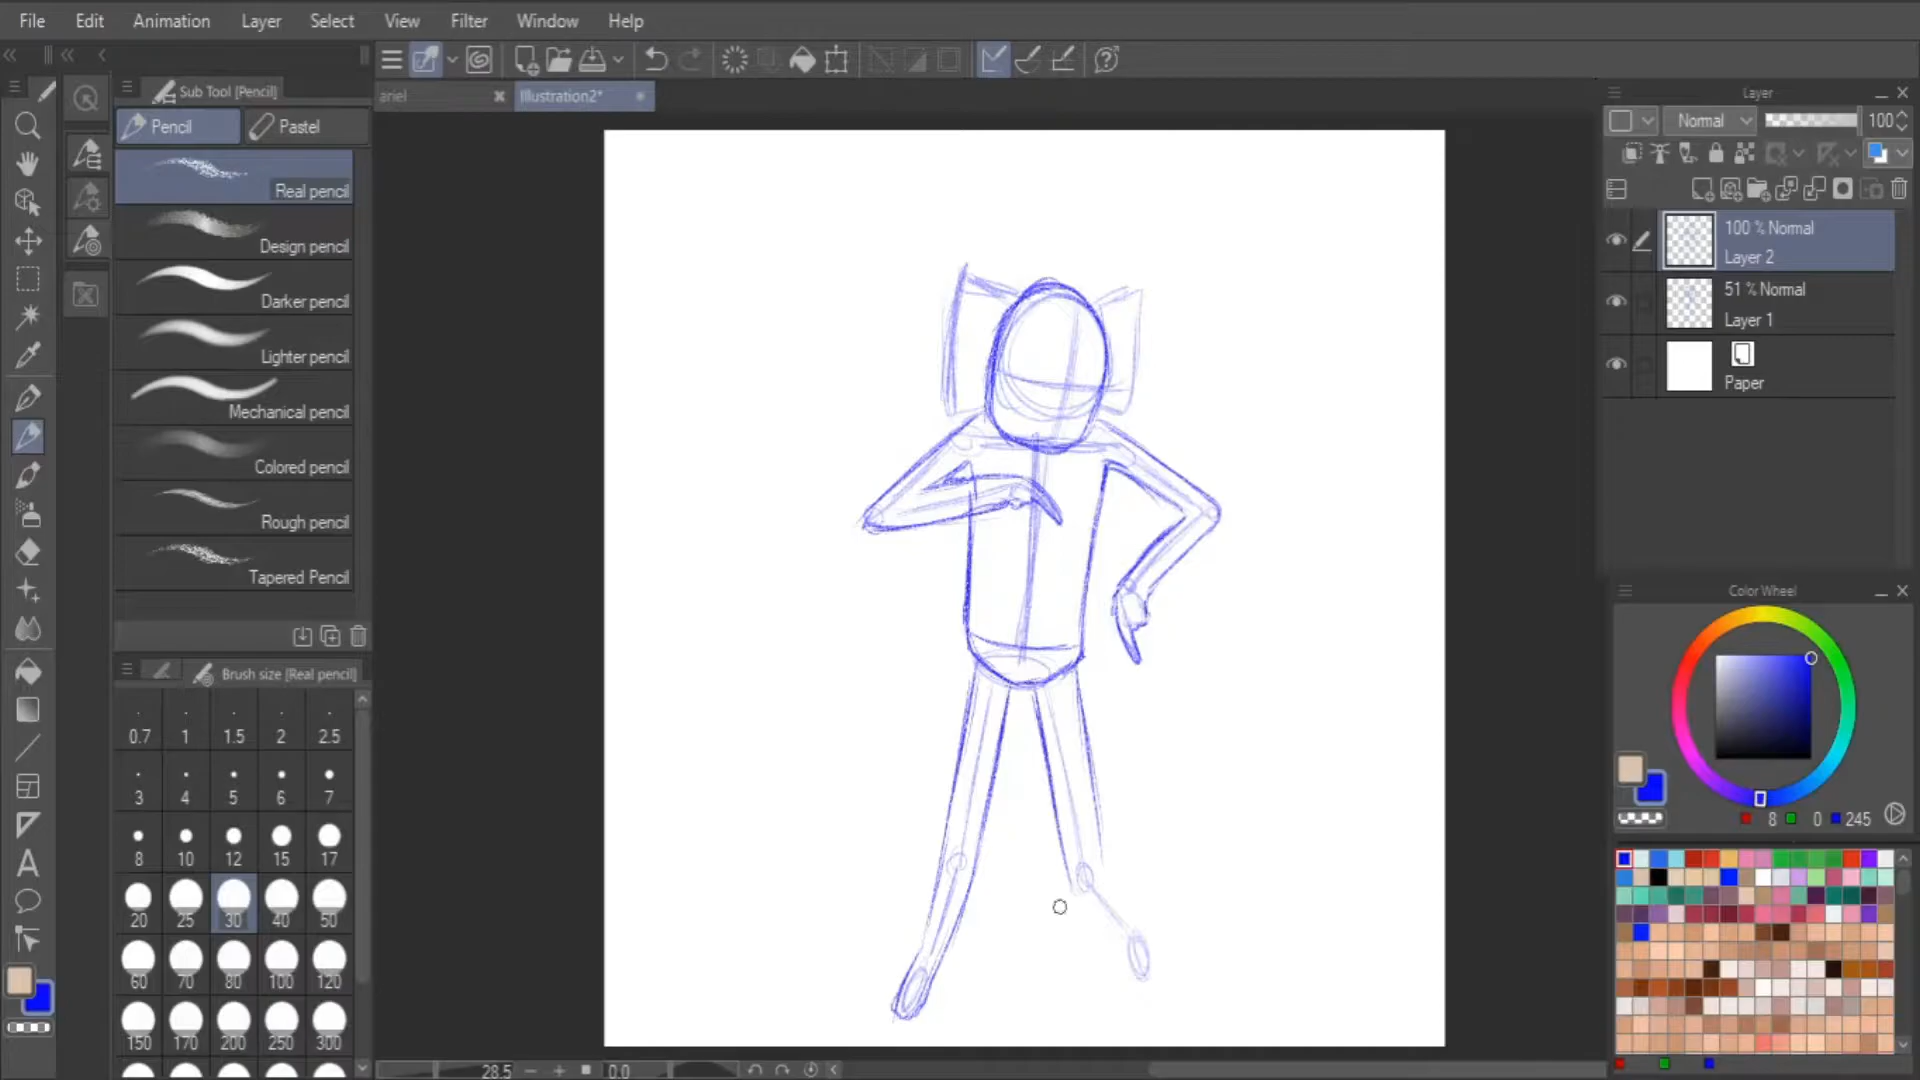 File Edit Animation Layer Select View Filter Window Help
Sub Tool [Pencil]
Layer
ariel Illustration2*
Pencil Pastel
Normal 100
Real pencil
Design pencil
Darker pencil
Lighter pencil
Mechanical pencil
Colored pencil
Rough pencil
Tapered Pencil
100 % Normal
Layer 2
51 % Normal
Layer 1
Paper
Color Wheel
8 0 245
Brush size [Real pencil]
0.7 1 1.5 2 2.5
3 4 5 6 7
8 10 12 15 17
20 25 30 40 50
60 70 80 100 120
150 170 200 250 300
28.5 0.0